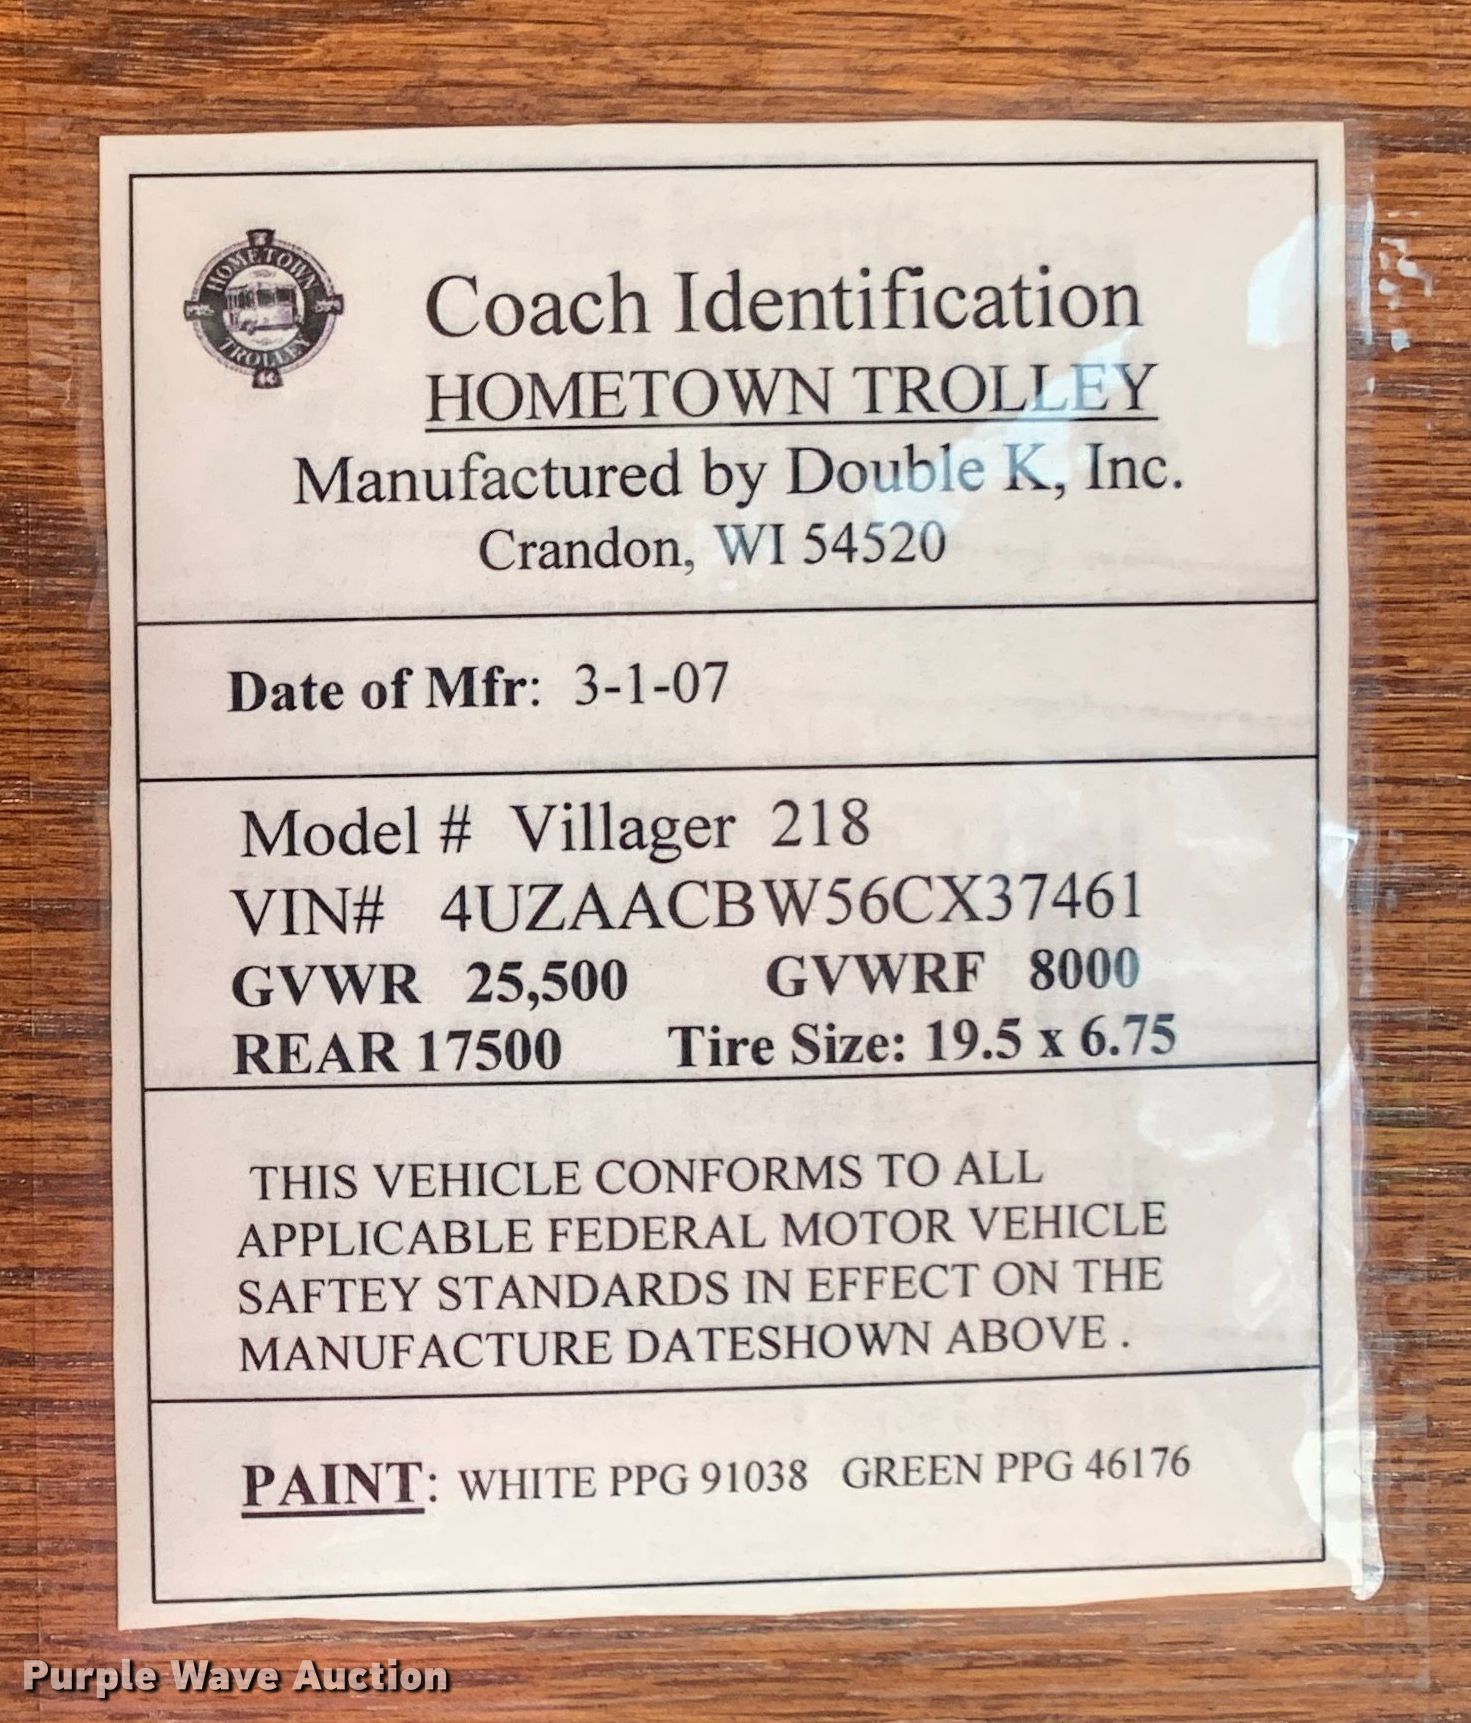 HOMETOWN
TROLLEY
Coach Identification
HOMETOWN TROLLEY
Manufactured by Double K, Inc.
Crandon, WI 54520
Date of Mfr: 3-1-07
Model # Villager 218
VIN# 4UZAACBW56CX37461
GVWR 25,500 GVWRF 8000
REAR 17500 Tire Size: 19.5 x 6.75
THIS VEHICLE CONFORMS TO ALL
APPLICABLE FEDERAL MOTOR VEHICLE
SAFTEY STANDARDS IN EFFECT ON THE
MANUFACTURE DATESHOWN ABOVE .
PAINT: WHITE PPG 91038 GREEN PPG 46176
Purple Wave Auction